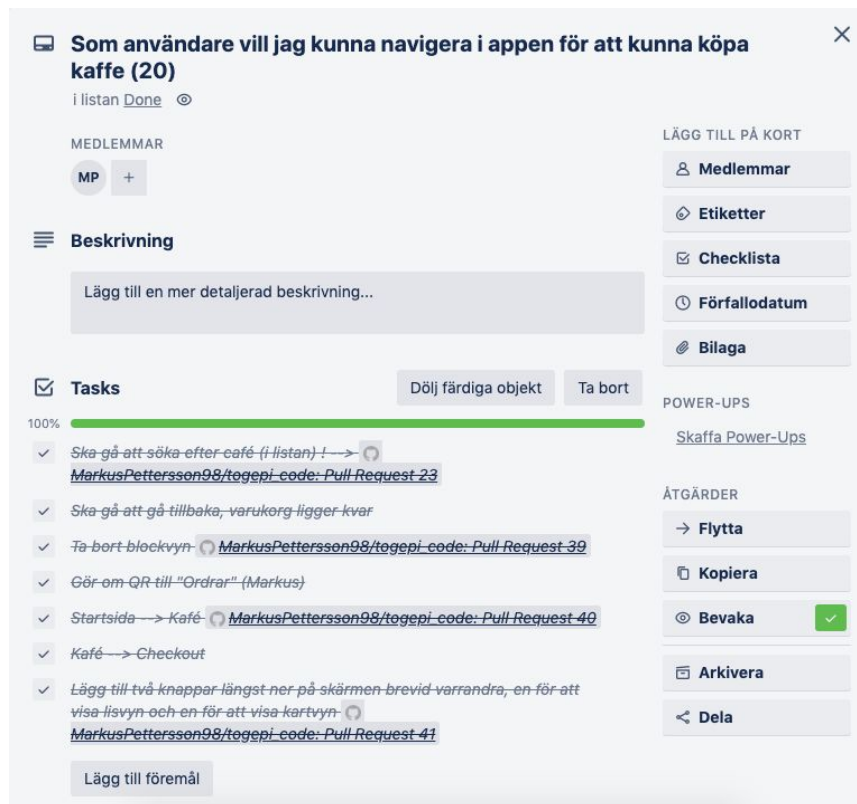 Som användare vill jag kunna navigera i appen för att kunna köpa
kaffe (20)
i listan Done
MEDLEMMAR
MP +
Beskrivning
Lägg till en mer detaljerad beskrivning...
Tasks
Dölj färdiga objekt
Ta bort
100%
Ska gå att söka efter café (i listan) ! -->
MarkusPettersson98/togepi_code: Pull Request 23
Ska gå att gå tillbaka, varukorg ligger kvar
Ta bort blockvyn MarkusPettersson98/togepi_code: Pull Request 39
Gör om QR till "Ordrar" (Markus)
Startsida --> Kafé MarkusPettersson98/togepi_code: Pull Request 40
Kafé --> Checkout
Lägg till två knappar längst ner på skärmen brevid varrandra, en för att
visa lisvyn och en för att visa kartvyn
MarkusPettersson98/togepi_code: Pull Request 41
Lägg till föremål
LÄGG TILL PÅ KORT
Medlemmar
Etiketter
Checklista
Förfallodatum
Bilaga
POWER-UPS
Skaffa Power-Ups
ÅTGÄRDER
Flytta
Kopiera
Bevaka
Arkivera
Dela